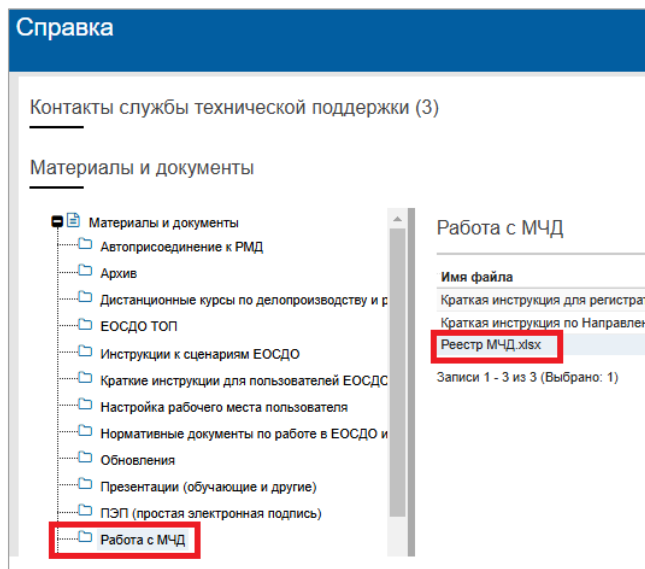 Справка
Контакты службы технической поддержки (3)
Материалы и документы
Материалы и документы
Автоприсоединение к РМД
Архив
Дистанционные курсы по делопроизводству и р
ЕОСДО ТОП
Инструкции к сценариям ЕОСДО
Краткие инструкции для пользователей ЕОСДО
Настройка рабочего места пользователя
Нормативные документы по работе в ЕОСДО и
Обновления
Презентации (обучающие и другие)
ПЭП (простая электронная подпись)
Работа с МЧД
Работа с МЧД
Имя файла
Краткая инструкция для регистрат
Краткая инструкция по Направлен
Реестр МЧД.xlsx
Записи 1 - 3 из 3 (Выбрано: 1)